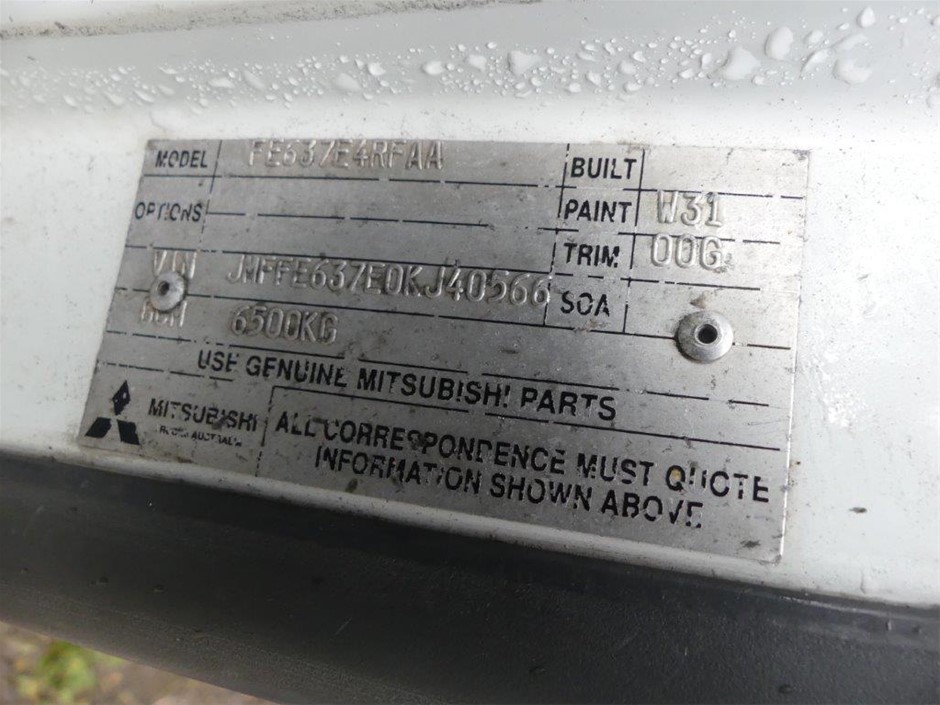 MODEL FE637E4RFAA BUILT
OPTIONS PAINT W31
TRIM 00G
VIN JMFFE637E0KJ40566 SOA
6500KG
USE GENUINE MITSUBISHI PARTS
MITSUBISHI
ALL CORRESPONDENCE MUST QUOTE
INFORMATION SHOWN ABOVE